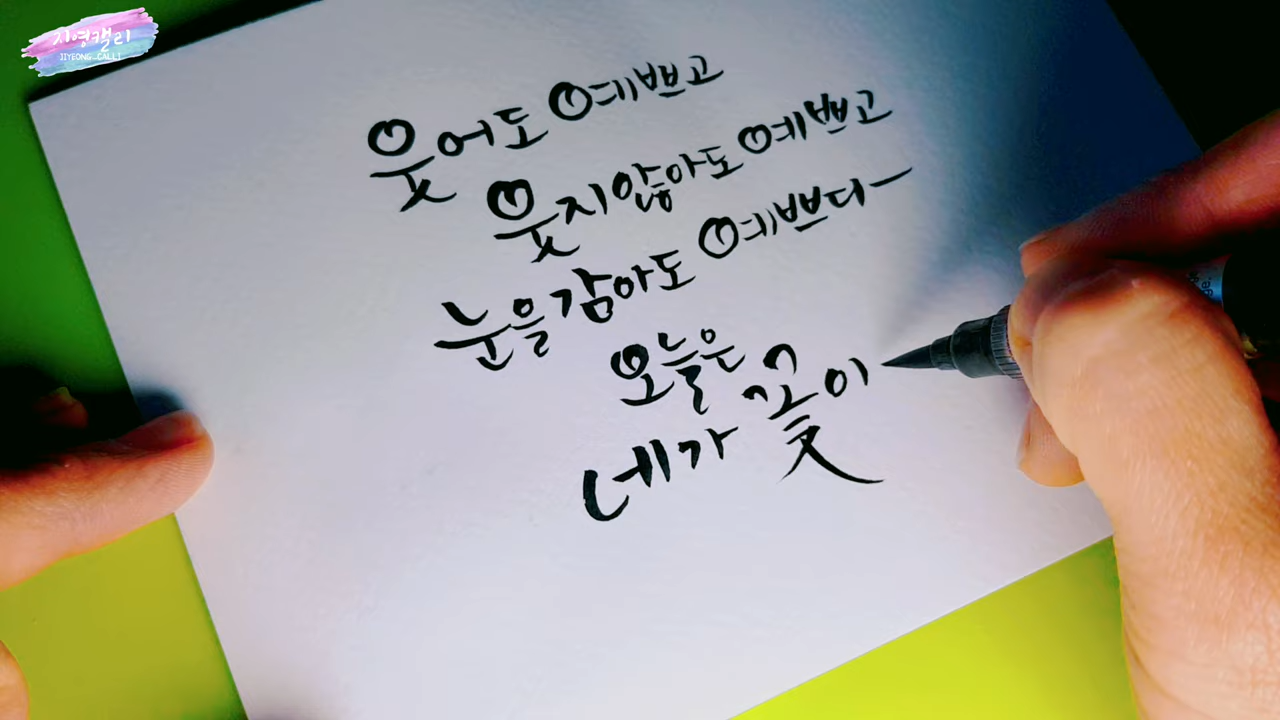 지영캘리
JIYEONG_CALLI
웃어도 예쁘고
웃지 않아도 예쁘고
눈을 감아도 예쁘다
오늘은
네가 꽃이